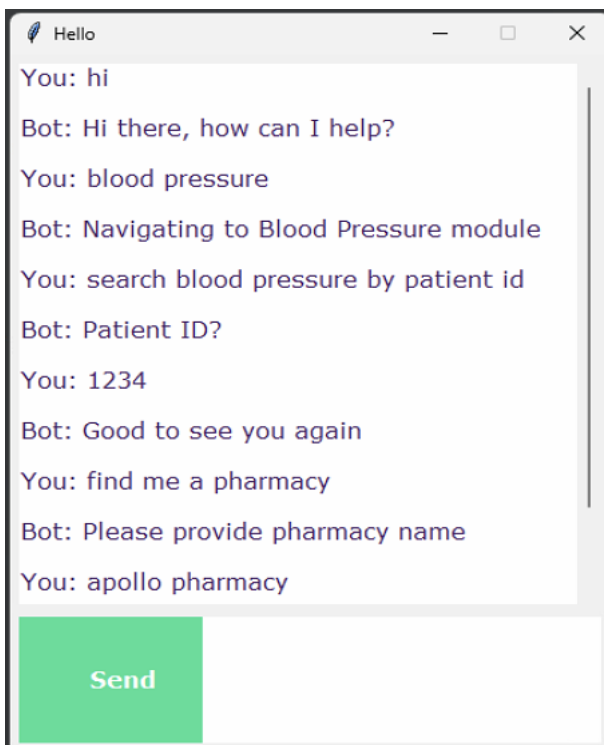 Hello
You: hi
Bot: Hi there, how can I help?
You: blood pressure
Bot: Navigating to Blood Pressure module
You: search blood pressure by patient id
Bot: Patient ID?
You: 1234
Bot: Good to see you again
You: find me a pharmacy
Bot: Please provide pharmacy name
You: apollo pharmacy
Send